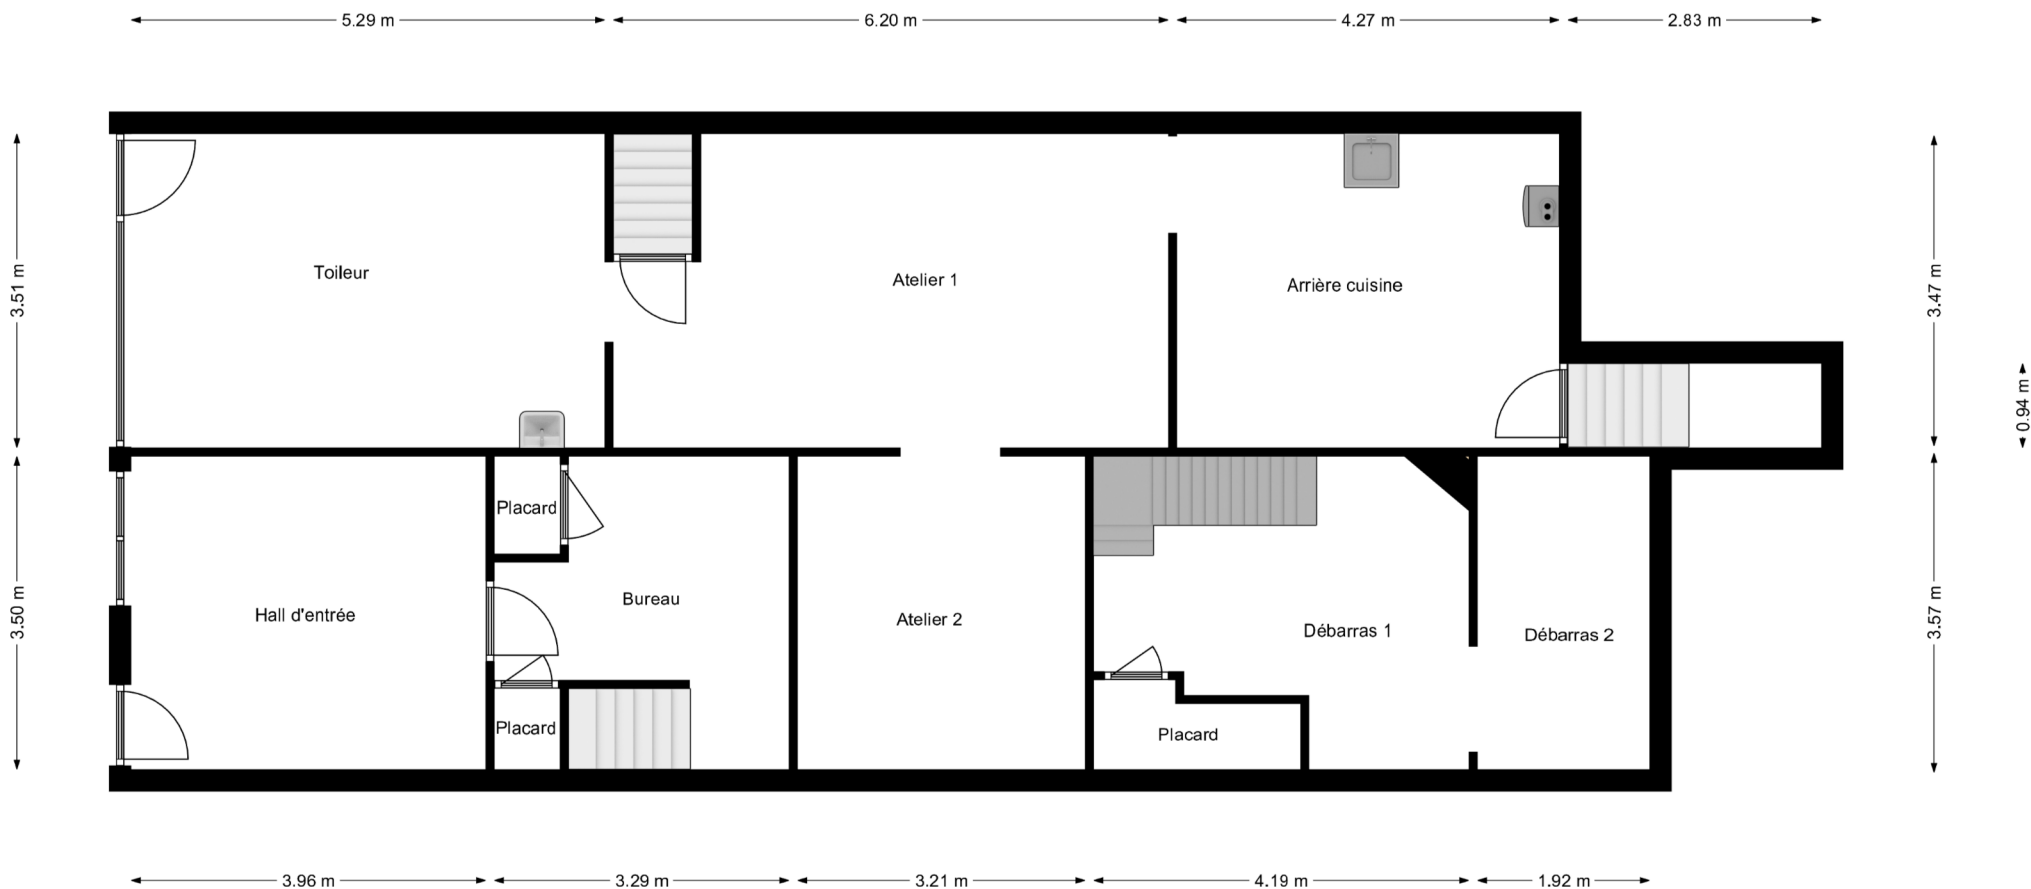 5.29 m
6.20 m
4.27 m
2.83 m
3.51 m
Toileur
Atelier 1
Arrière cuisine
3.47 m
0.94 m
Placard
3.50 m
Hall d'entrée
Bureau
Atelier 2
Débarras 1
Débarras 2
3.57 m
Placard
Placard
3.96 m
3.29 m
3.21 m
4.19 m
1.92 m